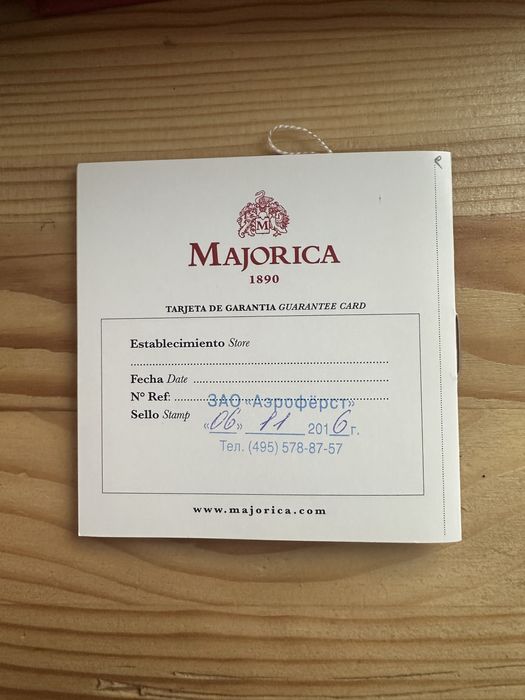 M
MAJORICA
1890
TARJETA DE GARANTIA GUARANTEE CARD
Establecimiento Store
Fecha Date
Nº Ref:
ЗАО «Аэрофёрст»
Sello Stamp
«06» 11 2016 г.
Тел. (495) 578-87-57
www.majorica.com